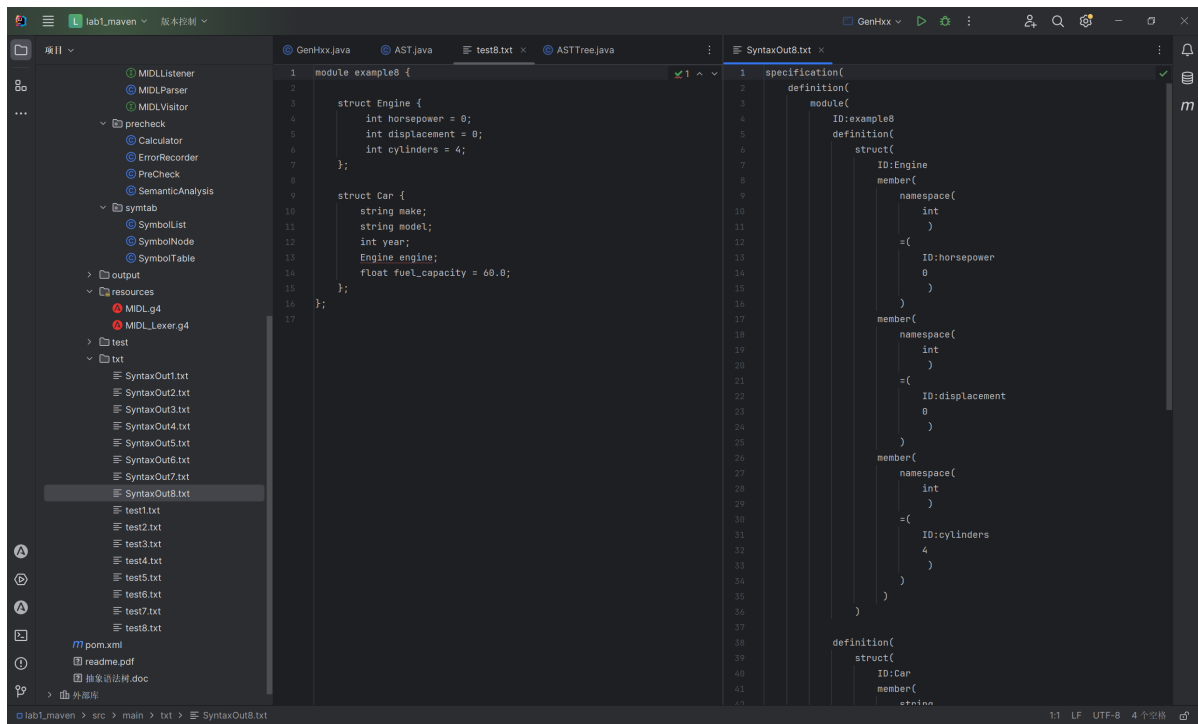 L lab1_maven 版本控制 GenHxx
项目
MIDLListener
MIDLParser
MIDLVisitor
precheck
Calculator
ErrorRecorder
PreCheck
SemanticAnalysis
symtab
SymbolList
SymbolNode
SymbolTable
output
resources
MIDL.g4
MIDL_Lexer.g4
test
txt
SyntaxOut1.txt
SyntaxOut2.txt
SyntaxOut3.txt
SyntaxOut4.txt
SyntaxOut5.txt
SyntaxOut6.txt
SyntaxOut7.txt
SyntaxOut8.txt
test1.txt
test2.txt
test3.txt
test4.txt
test5.txt
test6.txt
test7.txt
test8.txt
pom.xml
readme.pdf
抽象语法树.doc
外部库
GenHxx.java AST.java test8.txt ASTTree.java
1 module example8 {
2
3 struct Engine {
4 int horsepower = 0;
5 int displacement = 0;
6 int cylinders = 4;
7 };
8
9 struct Car {
10 string make;
11 string model;
12 int year;
13 Engine engine;
14 float fuel_capacity = 60.0;
15 };
16 };
17
1
SyntaxOut8.txt
1 specification(
2 definition(
3 module(
4 ID:example8
5 definition(
6 struct(
7 ID:Engine
8 member(
9 namespace(
10 int
11 )
12 =(
13 ID:horsepower
14 0
15 )
16 )
17 member(
18 namespace(
19 int
20 )
21 =(
22 ID:displacement
23 0
24 )
25 )
26 member(
27 namespace(
28 int
29 )
30 =(
31 ID:cylinders
32 4
33 )
34 )
35 )
36 )
37
38 definition(
39 struct(
40 ID:Car
41 member(
42 string
lab1_maven > src > main > txt > SyntaxOut8.txt 1:1 LF UTF-8 4 个空格